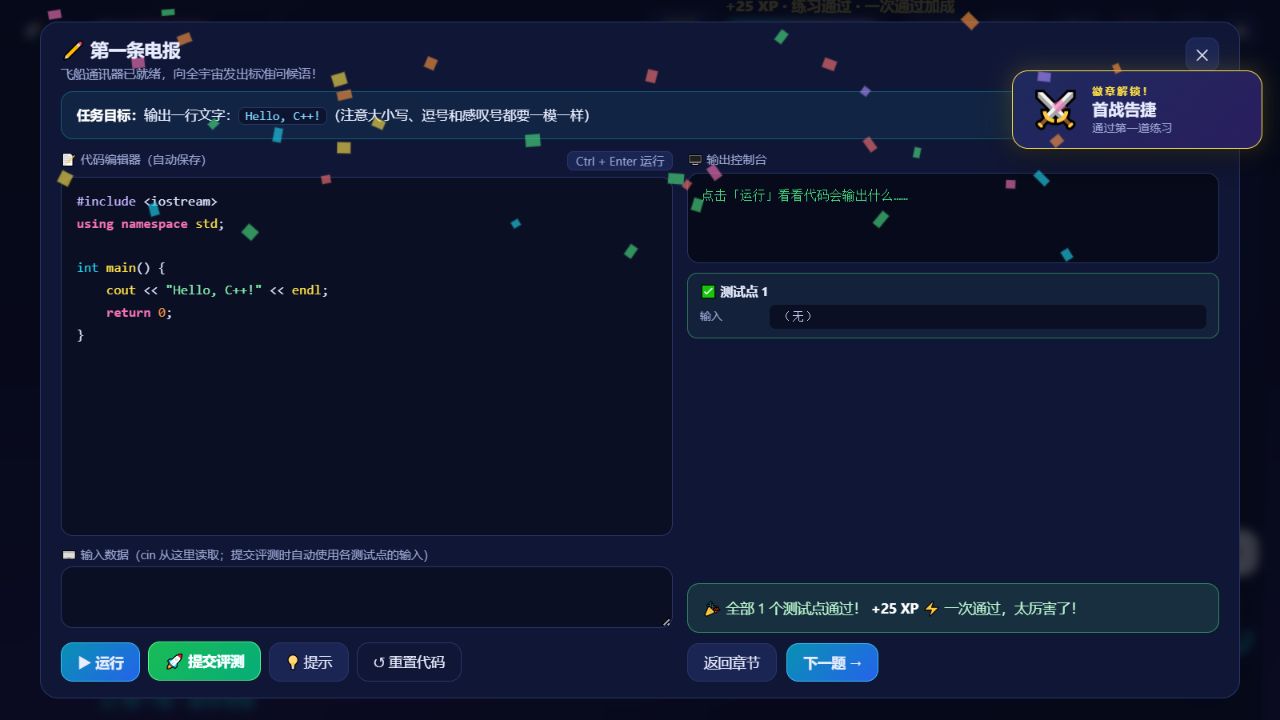 +25 XP · 练习通过 · 一次通过加成
第一条电报
飞船通讯器已就绪，向全宇宙发出标准问候语！
任务目标：输出一行文字： Hello, C++! （注意大小写、逗号和感叹号都要一模一样）
徽章解锁！
首战告捷
通过第一道练习
代码编辑器（自动保存）
Ctrl + Enter 运行
#include <iostream>
using namespace std;
int main() {
    cout << "Hello, C++!" << endl;
    return 0;
}
输出控制台
点击「运行」看看代码会输出什么……
测试点 1
输入
（无）
输入数据（cin 从这里读取；提交评测时自动使用各测试点的输入）
全部 1 个测试点通过！ +25 XP ⚡ 一次通过，太厉害了！
▶ 运行
提交评测
提示
↺ 重置代码
返回章节
下一题 →